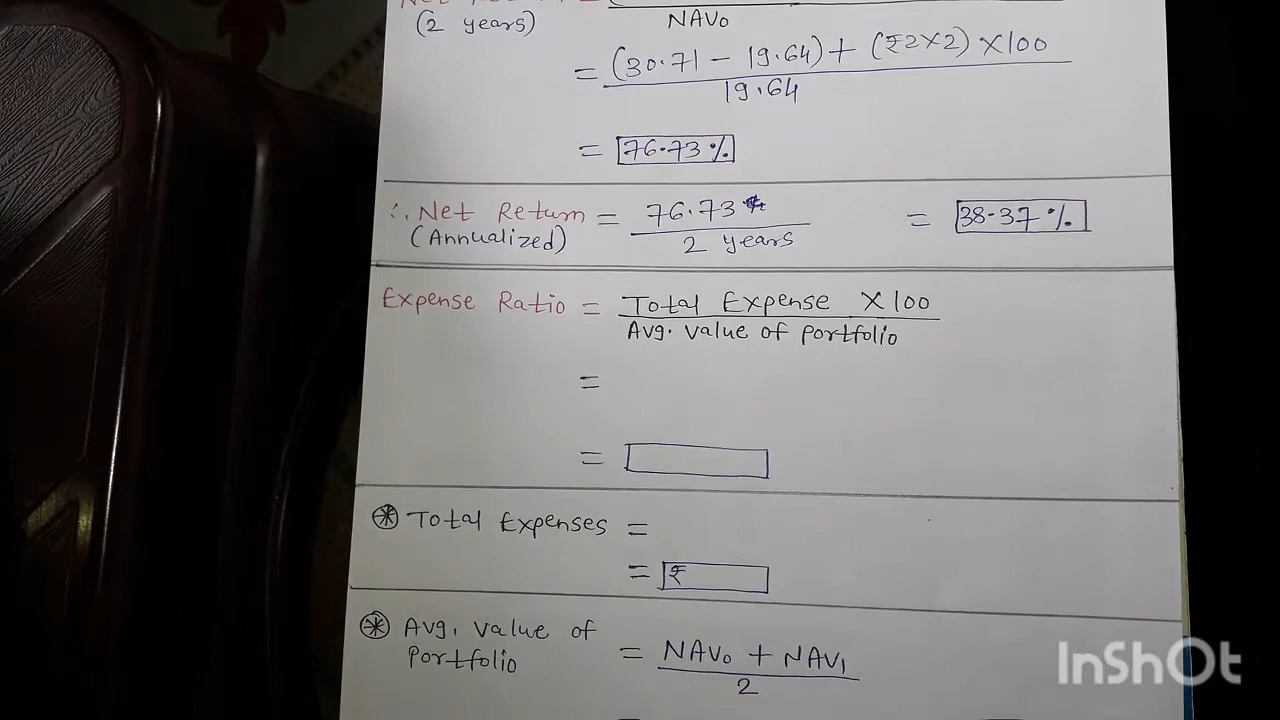 (2 years)
NAV₀
= (30.71 - 19.64) + (₹2×2) ×100
19.64
= 76.73%
∴ Net Return = 76.73% = 38.37%
(Annualized) 2 years
Expense Ratio = Total Expense ×100
Avg. value of portfolio
=
=
⊛ Total Expenses =
= ₹
⊛ Avg. value of
portfolio = NAV₀ + NAV₁
2
InShOt